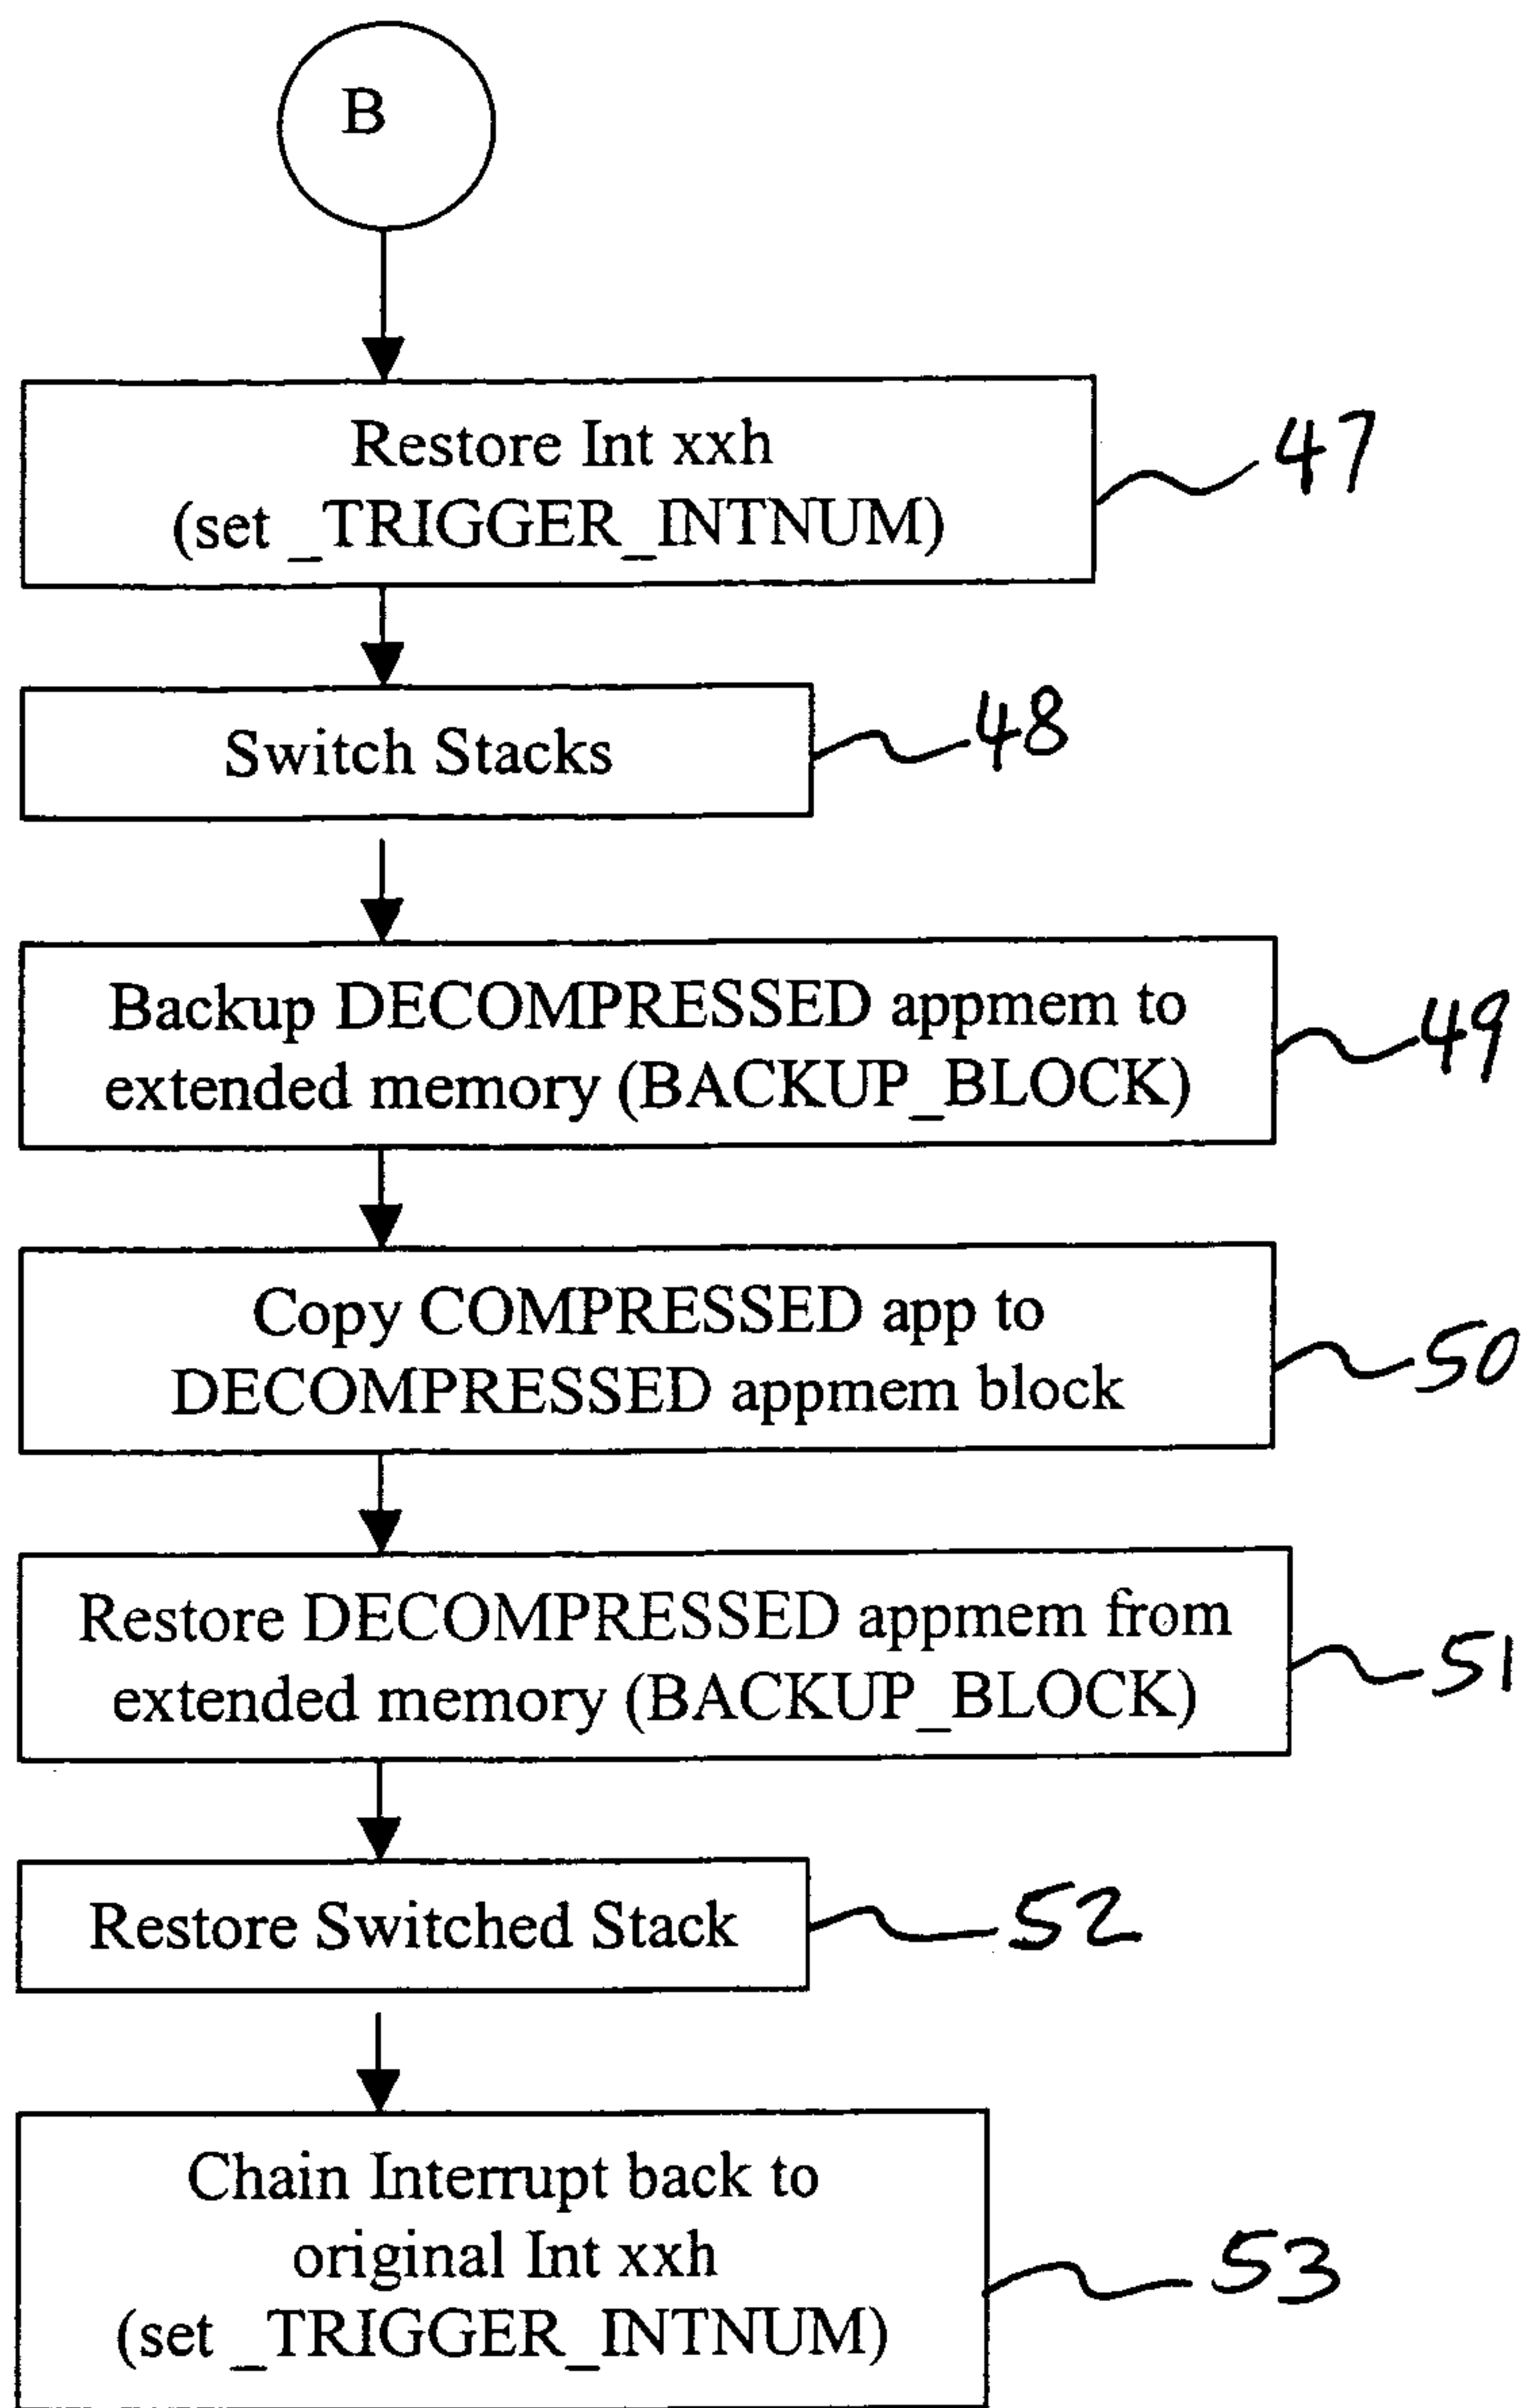 B
Restore Int xxh
(set _TRIGGER_INTNUM)
47
Switch Stacks
48
Backup DECOMPRESSED appmem to
extended memory (BACKUP_BLOCK)
49
Copy COMPRESSED app to
DECOMPRESSED appmem block
50
Restore DECOMPRESSED appmem from
extended memory (BACKUP_BLOCK)
51
Restore Switched Stack
52
Chain Interrupt back to
original Int xxh
(set _TRIGGER_INTNUM)
53